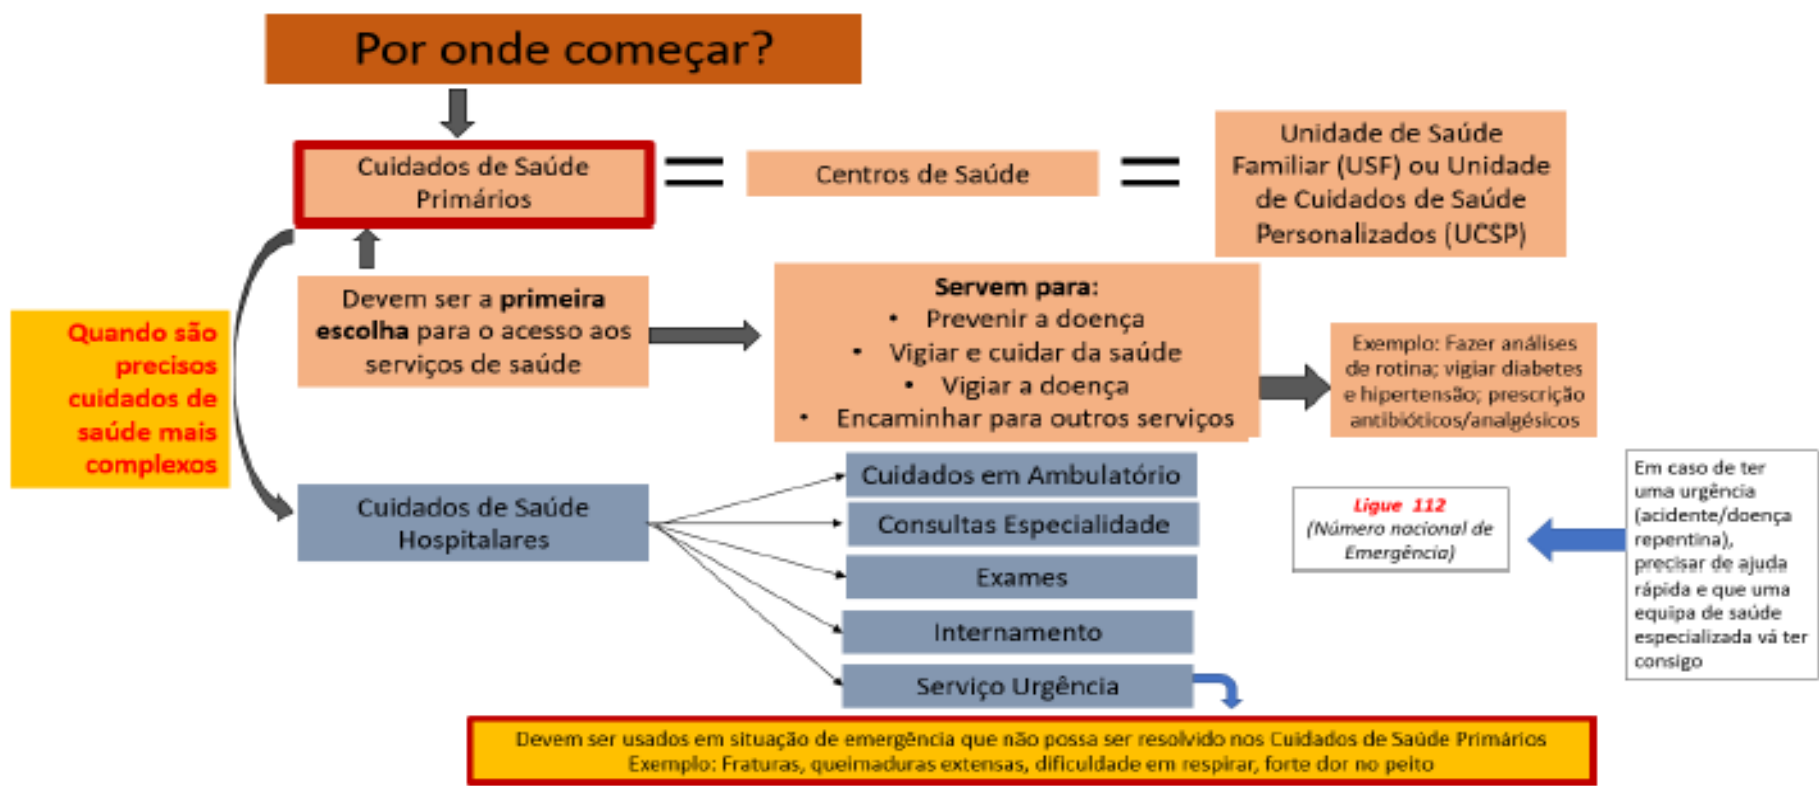 Por onde começar?
Cuidados de Saúde
Primários
Centros de Saúde
Unidade de Saúde
Familiar (USF) ou Unidade
de Cuidados de Saúde
Personalizados (UCSP)
Devem ser a primeira
escolha para o acesso aos
serviços de saúde
Servem para:
• Prevenir a doença
• Vigiar e cuidar da saúde
• Vigiar a doença
• Encaminhar para outros serviços
Exemplo: Fazer análises
de rotina; vigiar diabetes
e hipertensão; prescrição
antibióticos/analgésicos
Quando são
precisos
cuidados de
saúde mais
complexos
Cuidados de Saúde
Hospitalares
Cuidados em Ambulatório
Consultas Especialidade
Exames
Internamento
Serviço Urgência
Ligue 112
(Número nacional de
Emergência)
Em caso de ter
uma urgência
(acidente/doença
repentina),
precisar de ajuda
rápida e que uma
equipa de saúde
especializada vá ter
consigo
Devem ser usados em situação de emergência que não possa ser resolvido nos Cuidados de Saúde Primários
Exemplo: Fraturas, queimaduras extensas, dificuldade em respirar, forte dor no peito